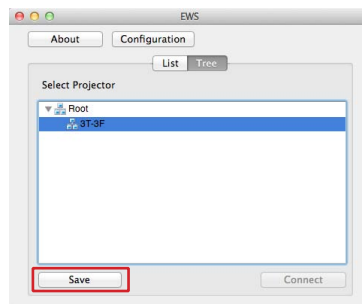 EWS
About Configuration
List Tree
Select Projector
Root
3T-3F
Save Connect